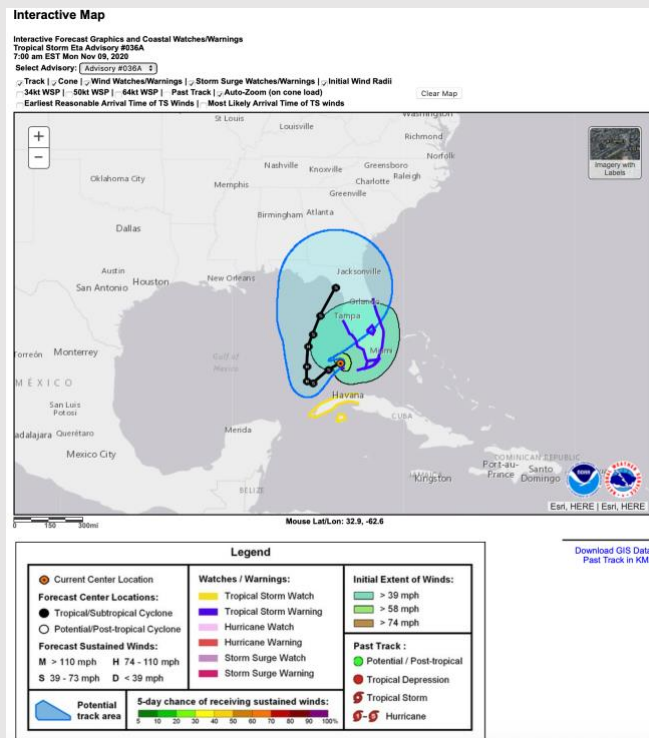 Interactive Map
Interactive Forecast Graphics and Coastal Watches/Warnings
Tropical Storm Eta Advisory #036A
7:00 am EST Mon Nov 09, 2020
Select Advisory: Advisory #036A
Track | Cone | Wind Watches/Warnings | Storm Surge Watches/Warnings | Initial Wind Radii
34kt WSP | 50kt WSP | 64kt WSP Past Track | Auto-Zoom (on cone load)
Clear Map
Earliest Reasonable Arrival Time of TS Winds | Most Likely Arrival Time of TS winds
+
−
St Louis
Louisville
Washington
Richmond
Norfolk
Imagery with
Labels
Nashville
Knoxville
Greensboro
Raleigh
Oklahoma City
Memphis
Charlotte
Greenville
Birmingham
Atlanta
Dallas
Austin
Houston
San Antonio
New Orleans
Jacksonville
Orlando
Tampa
Torreón
Monterrey
Gulf of
Mexico
Miami
MÉXICO
Havana
San Luis
Potosí
CUBA
Guadalajara
Querétaro
Merida
Mexico City
DOMINICAN REPUBLIC
Port-au-
Prance
Santo
Domingo
Kingston
BELIZE
Esri, HERE | Esri, HERE
0 150 300mi
Mouse Lat/Lon: 32.9, -62.6
Legend
Current Center Location
Forecast Center Locations:
Tropical/Subtropical Cyclone
Potential/Post-tropical Cyclone
Forecast Sustained Winds:
M > 110 mph H 74 - 110 mph
S 39 - 73 mph D < 39 mph
Watches / Warnings:
Tropical Storm Watch
Tropical Storm Warning
Hurricane Watch
Hurricane Warning
Storm Surge Watch
Storm Surge Warning
Initial Extent of Winds:
> 39 mph
> 58 mph
> 74 mph
Past Track :
Potential / Post-tropical
Tropical Depression
Tropical Storm
Hurricane
Potential
track area
5-day chance of receiving sustained winds:
5 10 20 30 40 50 60 70 80 90 100%
Download GIS Data
Past Track in KM